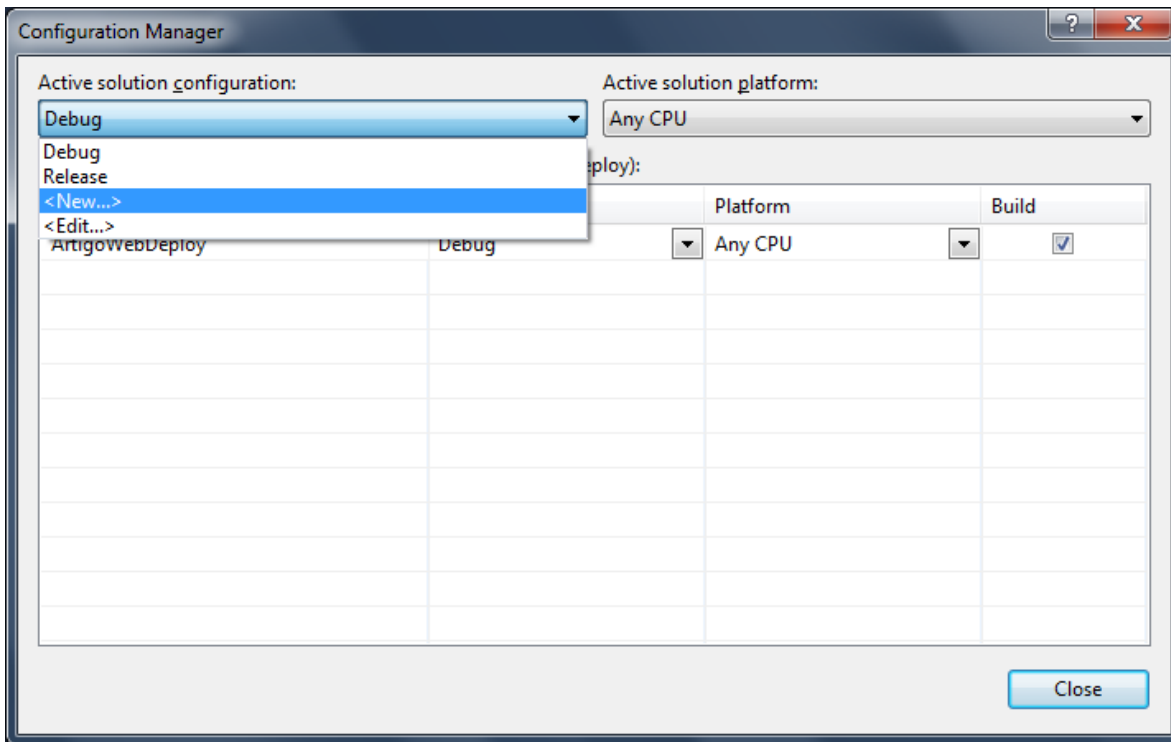 Configuration Manager
?
X
Active solution configuration:
Active solution platform:
Debug
Any CPU
Debug
Release
<New...>
<Edit...>
ploy):
Platform
Build
ArtigoWebDeploy
Debug
Any CPU
Close